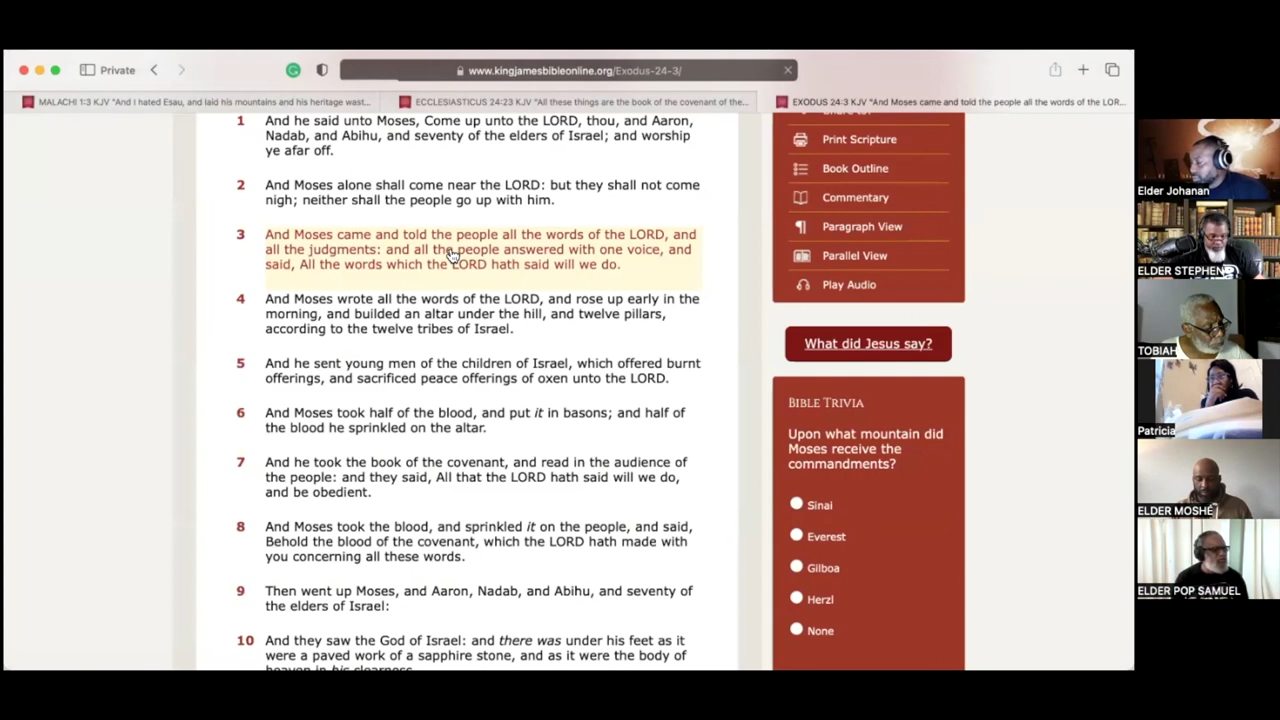 Private
www.kingjamesbibleonline.org/Exodus-24-3/
MALACHI 1:3 KJV "And I hated Esau, and laid his mountains and his heritage wast...
ECCLESIASTICUS 24:23 KJV "All these things are the book of the covenant of the...
EXODUS 24:3 KJV "And Moses came and told the people all the words of the LOR...
1 And he said unto Moses, Come up unto the LORD, thou, and Aaron,
Nadab, and Abihu, and seventy of the elders of Israel; and worship
ye afar off.
2 And Moses alone shall come near the LORD: but they shall not come
nigh; neither shall the people go up with him.
3 And Moses came and told the people all the words of the LORD, and
all the judgments: and all the people answered with one voice, and
said, All the words which the LORD hath said will we do.
4 And Moses wrote all the words of the LORD, and rose up early in the
morning, and builded an altar under the hill, and twelve pillars,
according to the twelve tribes of Israel.
5 And he sent young men of the children of Israel, which offered burnt
offerings, and sacrificed peace offerings of oxen unto the LORD.
6 And Moses took half of the blood, and put it in basons; and half of
the blood he sprinkled on the altar.
7 And he took the book of the covenant, and read in the audience of
the people: and they said, All that the LORD hath said will we do,
and be obedient.
8 And Moses took the blood, and sprinkled it on the people, and said,
Behold the blood of the covenant, which the LORD hath made with
you concerning all these words.
9 Then went up Moses, and Aaron, Nadab, and Abihu, and seventy of
the elders of Israel:
10 And they saw the God of Israel: and there was under his feet as it
were a paved work of a sapphire stone, and as it were the body of
heaven in his clearness.
Print Scripture
Book Outline
Commentary
Paragraph View
Parallel View
Play Audio
What did Jesus say?
BIBLE TRIVIA
Upon what mountain did
Moses receive the
commandments?
Sinai
Everest
Gilboa
Herzl
None
Elder Johanan
ELDER STEPHEN
TOBIAH
Patricia
ELDER MOSHÉ
ELDER POP SAMUEL